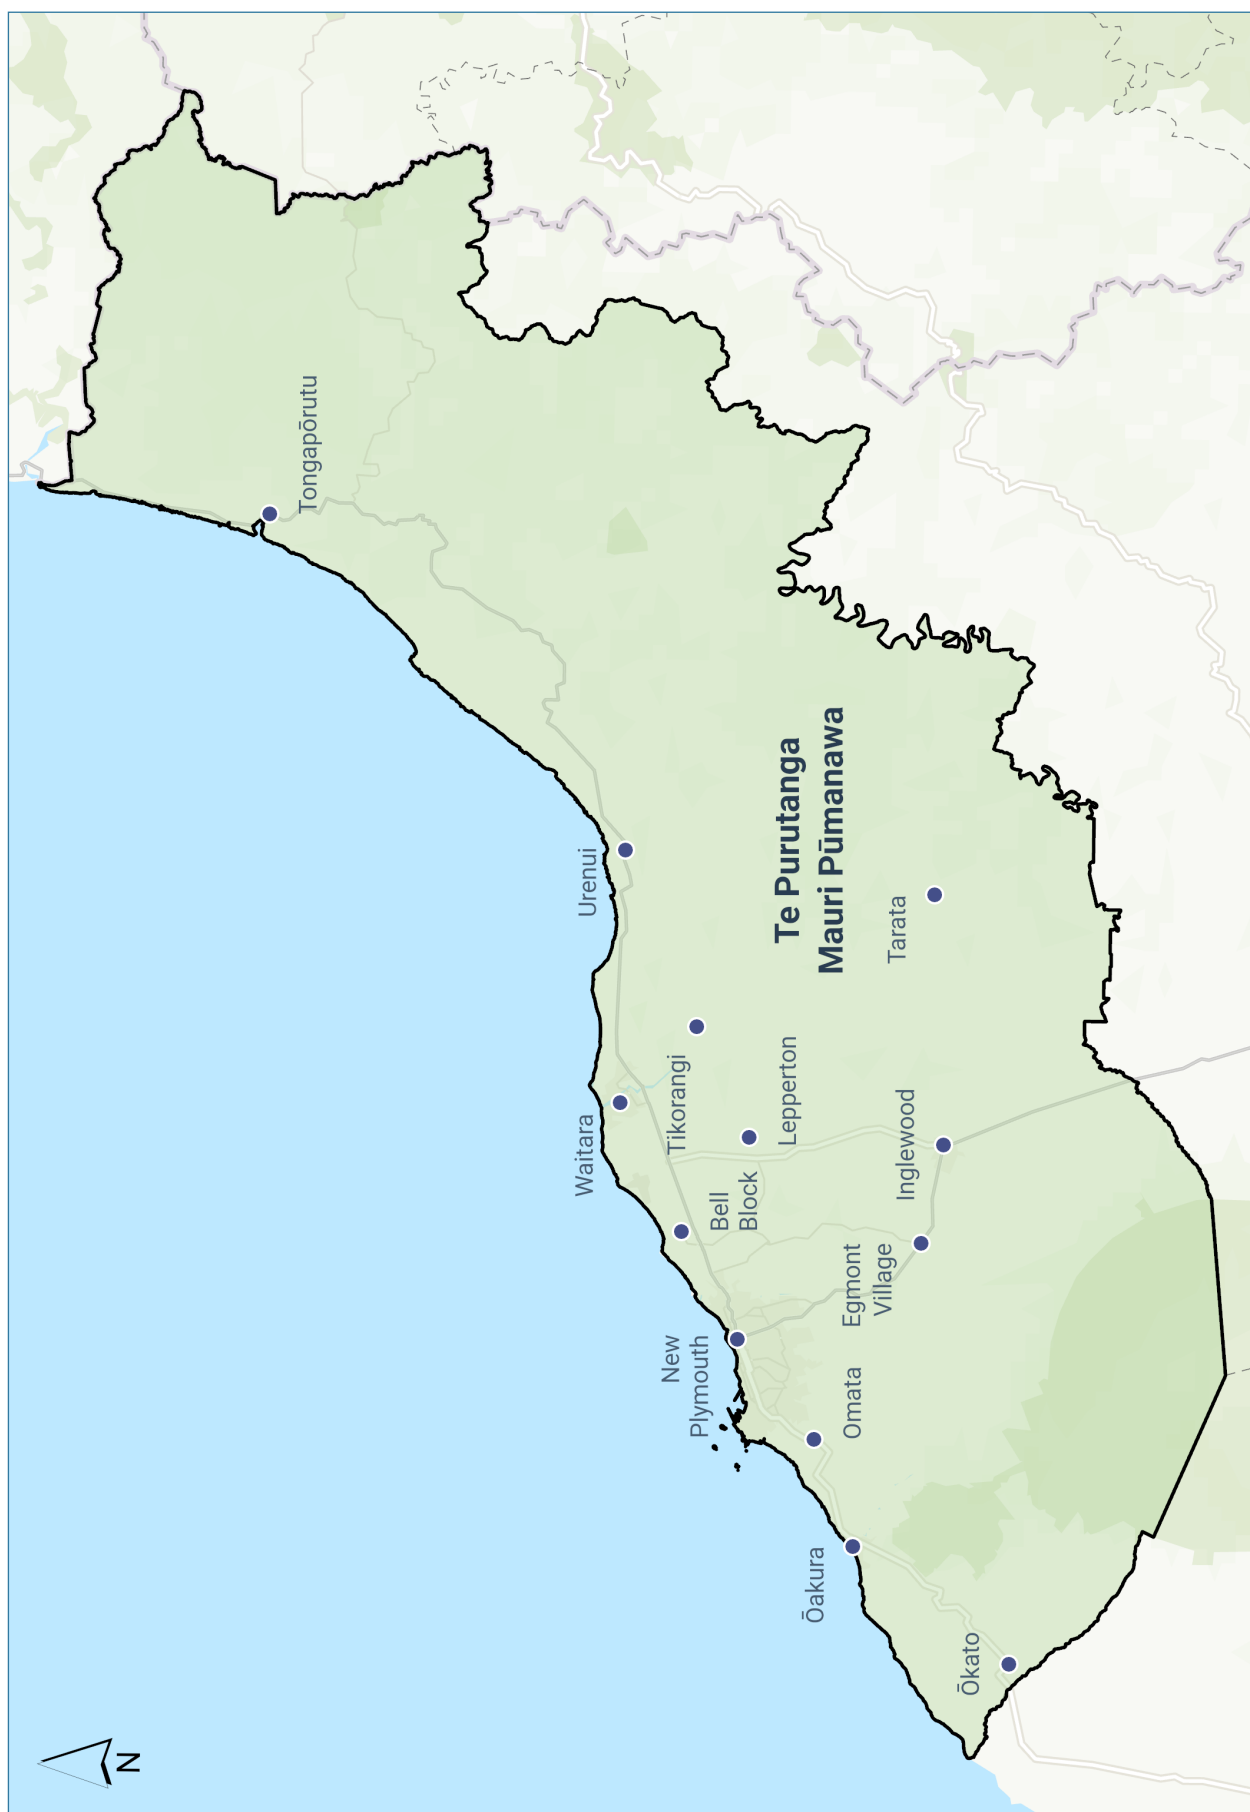 Tongapōrutu
Urenui
Te Purutanga
Mauri Pūmanawa
Tarata
Waitara
Tikorangi
Lepperton
Bell
Block
Inglewood
Egmont
Village
New
Plymouth
Omata
Ōakura
Ōkato
N